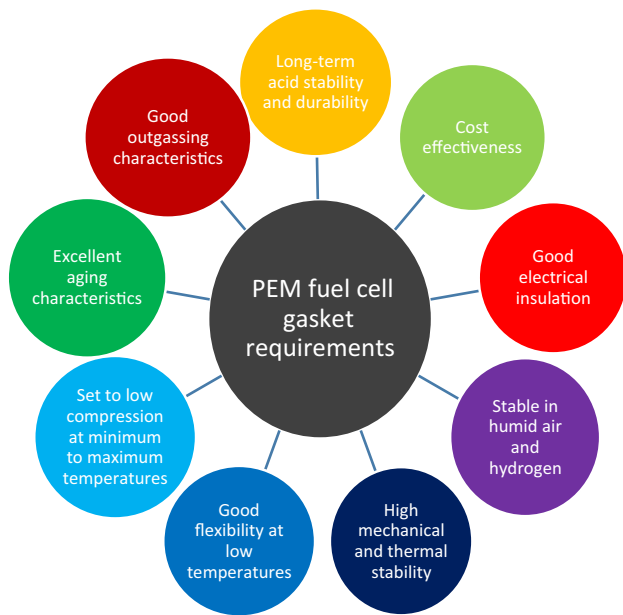 Long-term
acid stability
and durability
Cost
effectiveness
Good
electrical
insulation
Stable in
humid air
and
hydrogen
High
mechanical
and thermal
stability
Good
flexibility at
low
temperatures
Set to low
compression
at minimum
to maximum
temperatures
Excellent
aging
characteristics
Good
outgassing
characteristics
PEM fuel cell
gasket
requirements